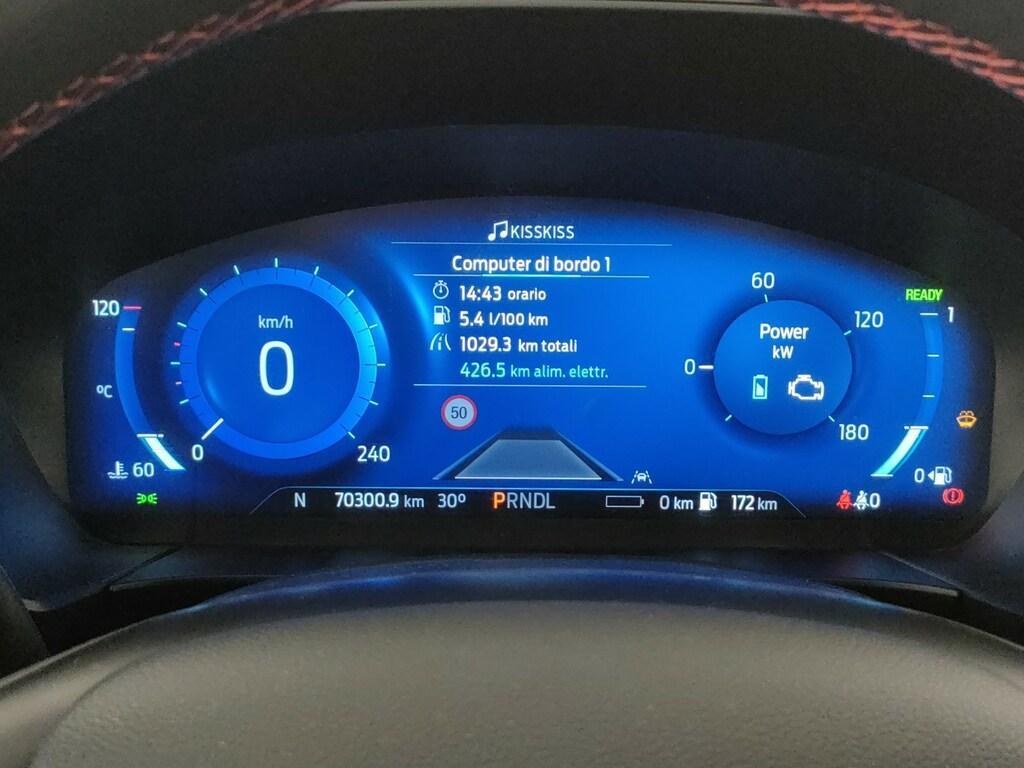 KISSKISS
Computer di bordo 1
14:43 orario
5.4 l/100 km
1029.3 km totali
426.5 km alim. elettr.
50
120
°C
60
km/h
0
0
240
60
0
120
180
Power
kW
READY
1
0
N 70300.9 km 30° PRNDL 0 km 172 km
0